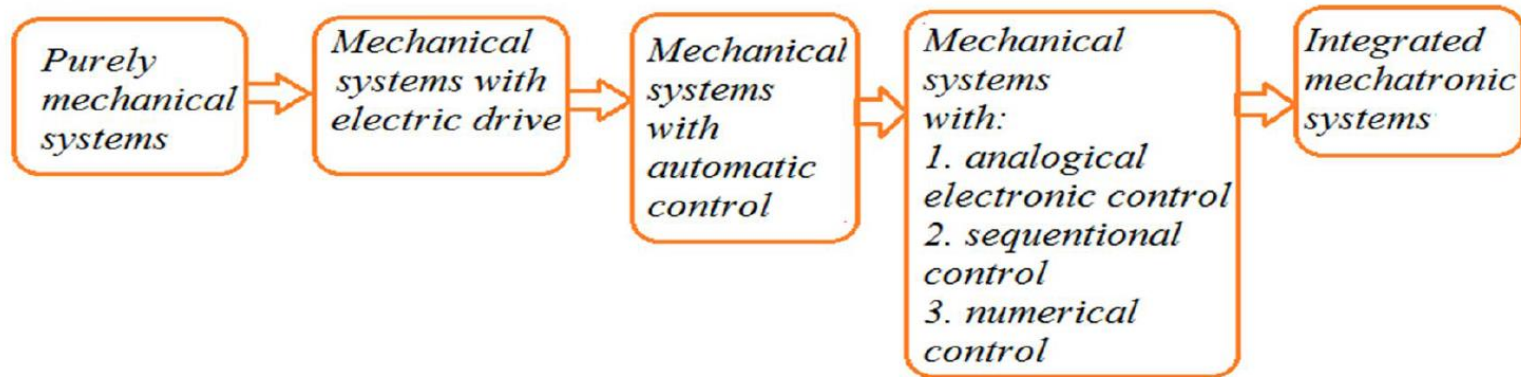 Purely
mechanical
systems
Mechanical
systems with
electric drive
Mechanical
systems
with
automatic
control
Mechanical
systems
with:
1. analogical
electronic control
2. sequentional
control
3. numerical
control
Integrated
mechatronic
systems